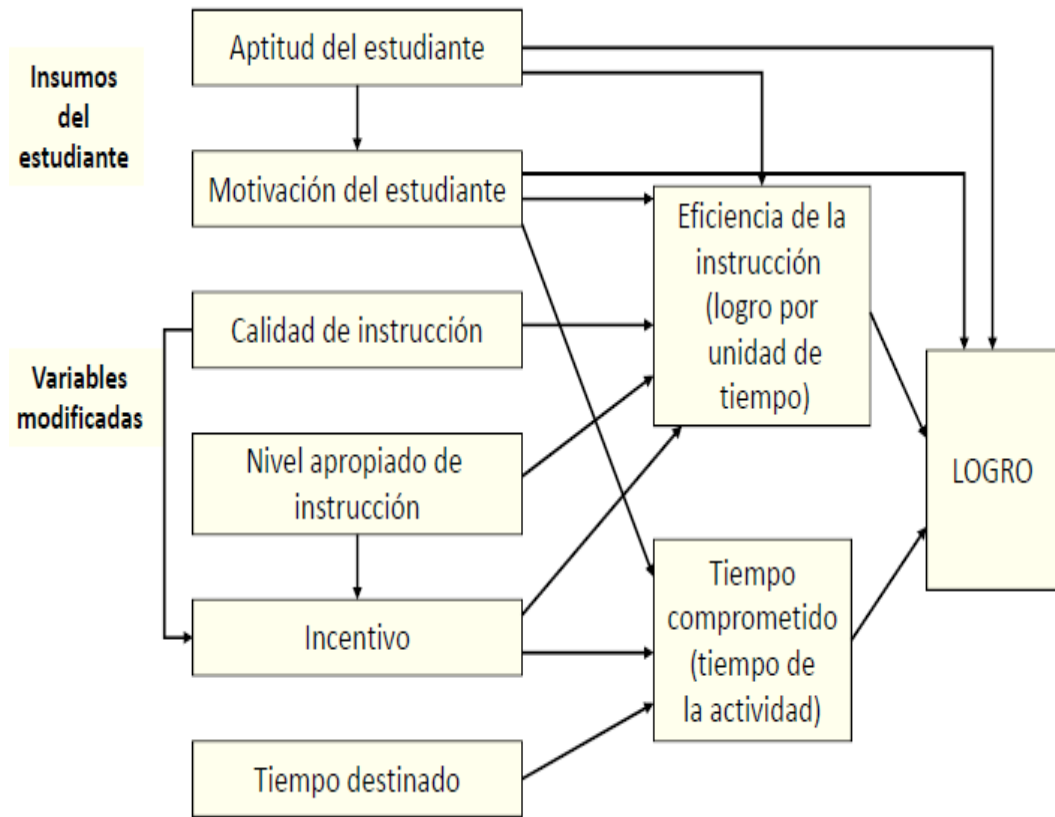 Insumos
del
estudiante
Aptitud del estudiante
Motivación del estudiante
Variables
modificadas
Calidad de instrucción
Nivel apropiado de
instrucción
Incentivo
Tiempo destinado
Eficiencia de la
instrucción
(logro por
unidad de
tiempo)
Tiempo
comprometido
(tiempo de
la actividad)
LOGRO